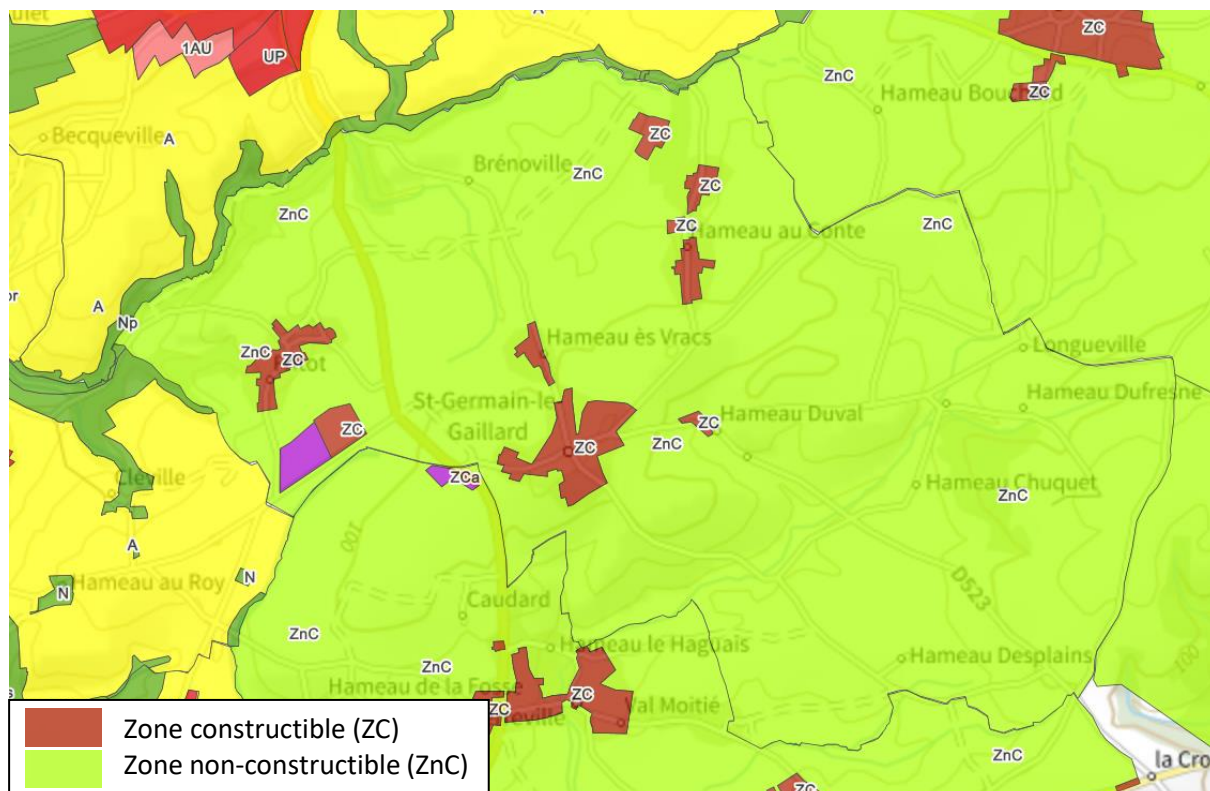 A
1AU
UP
ZC
ZnC
ZC
Hameau Bouchard
Becqueville
A
ZC
Brénoville
ZnC
ZC
ZnC
ZnC
ZC
Hameau au Conte
A
Np
Hameau ès Vracs
Longueville
ZnC
ZC
Hameau Dufresne
St-Germain-le
Gaillard
ZC
ZC
Hameau Duval
ZC
ZnC
ZCa
Cléville
Hameau Chuquet
ZnC
100
A
N
Hameau au Roy
N
D523
Caudard
ZnC
Hameau le Haguais
ZnC
Hameau de la Fosse
Hameau Desplains
100
ZC
ZC
Val Moitié
Zone constructible (ZC)
Zone non-constructible (ZnC)
ZnC
la Cro
ZC